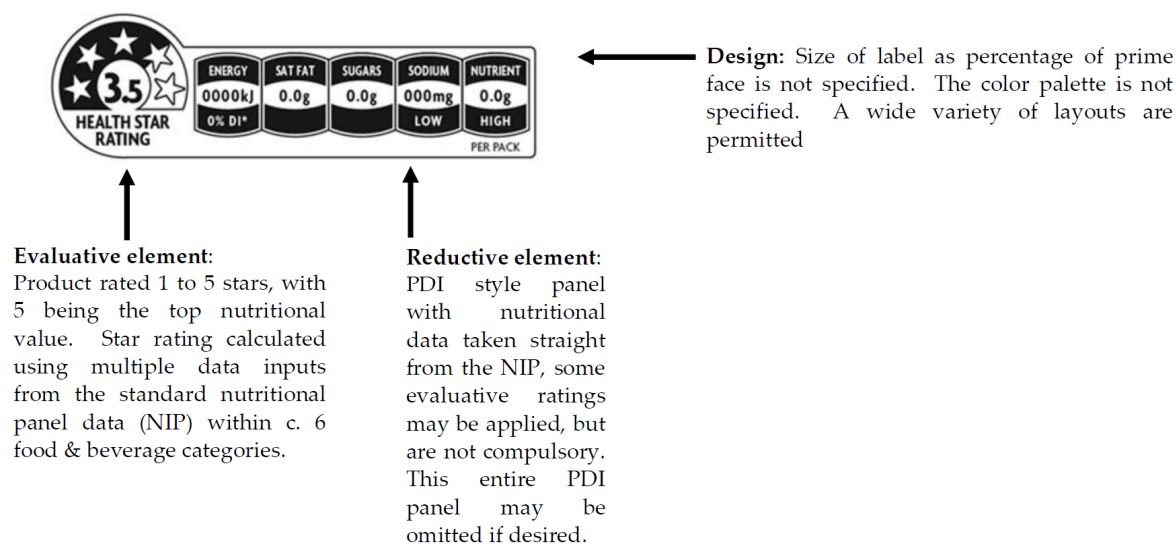 3.5
HEALTH STAR
RATING
ENERGY SAT FAT SUGARS SODIUM NUTRIENT
0000kJ 0.0g 0.0g 000mg 0.0g
0% DI* LOW HIGH
PER PACK
Design: Size of label as percentage of prime
face is not specified. The color palette is not
specified. A wide variety of layouts are
permitted
Evaluative element:
Product rated 1 to 5 stars, with
5 being the top nutritional
value. Star rating calculated
using multiple data inputs
from the standard nutritional
panel data (NIP) within c. 6
food & beverage categories.
Reductive element:
PDI style panel
with nutritional
data taken straight
from the NIP, some
evaluative ratings
may be applied, but
are not compulsory.
This entire PDI
panel may be
omitted if desired.